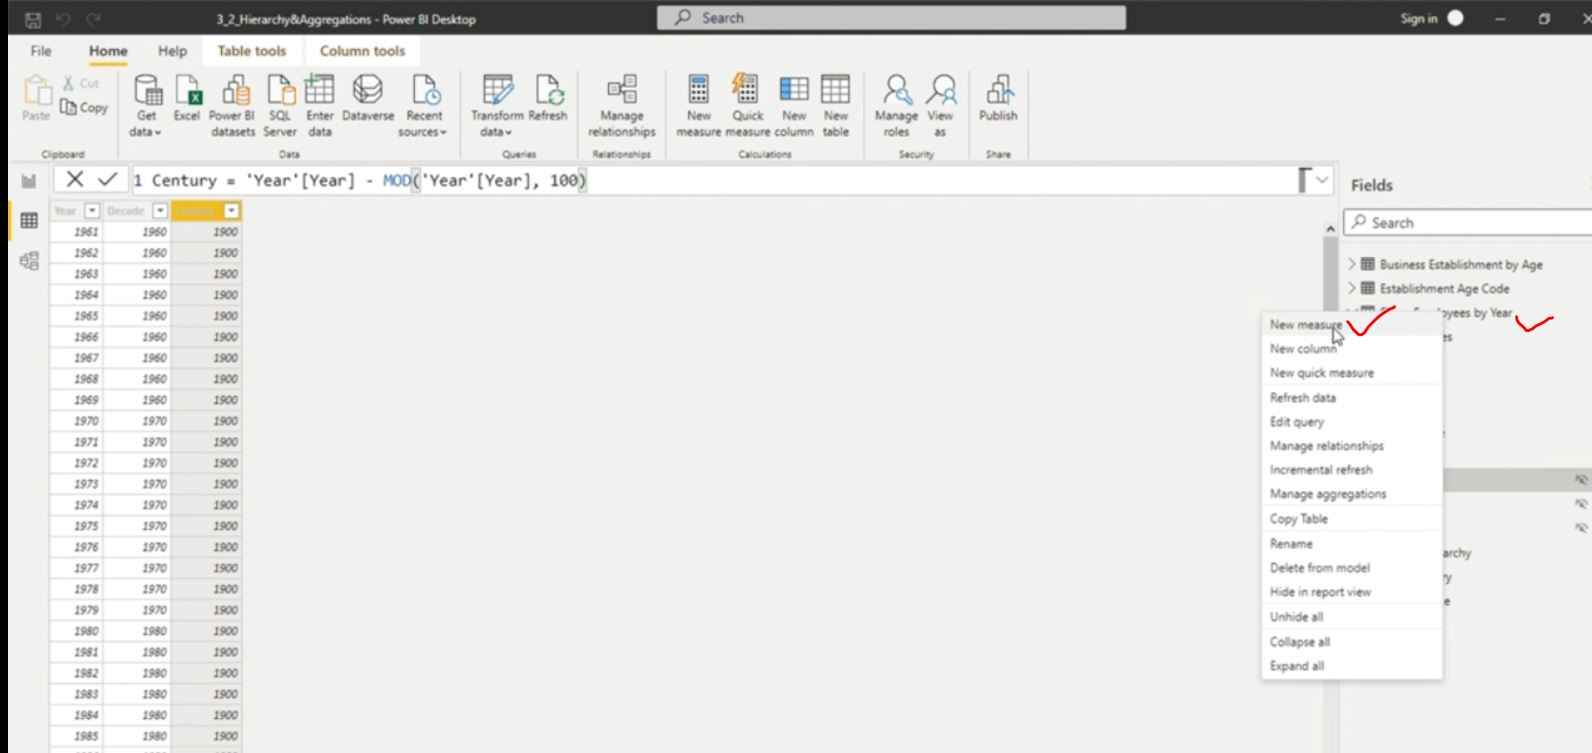 3_2_Hierarchy&Aggregations - Power BI Desktop
Search
Sign in
File Home Help Table tools Column tools
Paste
Cut
Copy
Clipboard
Get data
Excel
Power BI datasets
SQL Server
Enter data
Dataverse
Recent sources
Data
Transform data
Refresh
Queries
Manage relationships
Relationships
New measure
Quick measure
New column
New table
Calculations
Manage roles
View as
Security
Publish
Share
1 Century = 'Year'[Year] - MOD('Year'[Year], 100)
Year Decade
1961 1960 1900
1962 1960 1900
1963 1960 1900
1964 1960 1900
1965 1960 1900
1966 1960 1900
1967 1960 1900
1968 1960 1900
1969 1960 1900
1970 1970 1900
1971 1970 1900
1972 1970 1900
1973 1970 1900
1974 1970 1900
1975 1970 1900
1976 1970 1900
1977 1970 1900
1978 1970 1900
1979 1970 1900
1980 1980 1900
1981 1980 1900
1982 1980 1900
1983 1980 1900
1984 1980 1900
1985 1980 1900
Fields
Search
Business Establishment by Age
Establishment Age Code
by Year
New measure
New column
New quick measure
Refresh data
Edit query
Manage relationships
Incremental refresh
Manage aggregations
Copy Table
Rename
Delete from model
Hide in report view
Unhide all
Collapse all
Expand all